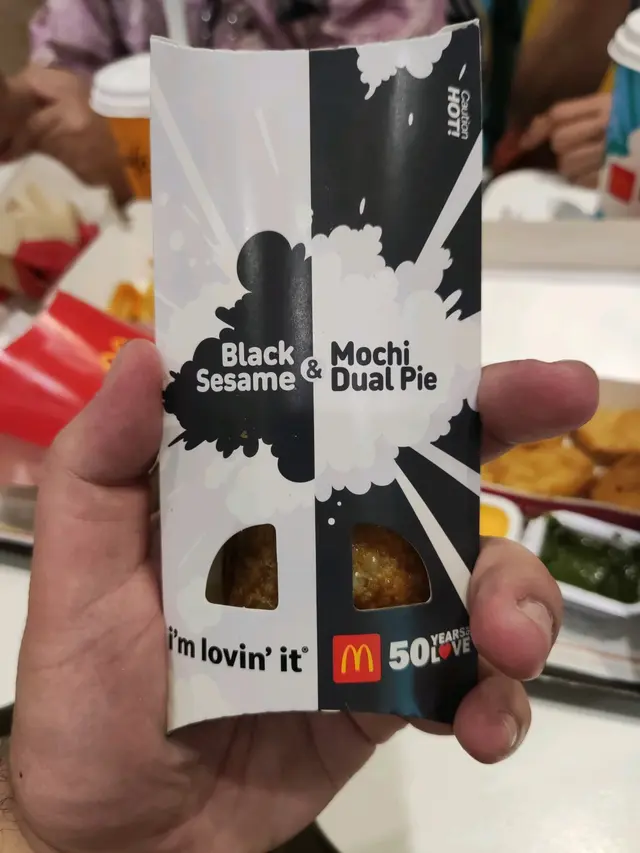 Caution
HOT!
Black
Sesame
&
Mochi
Dual Pie
i'm lovin' it®
50 YEARS
LOVE